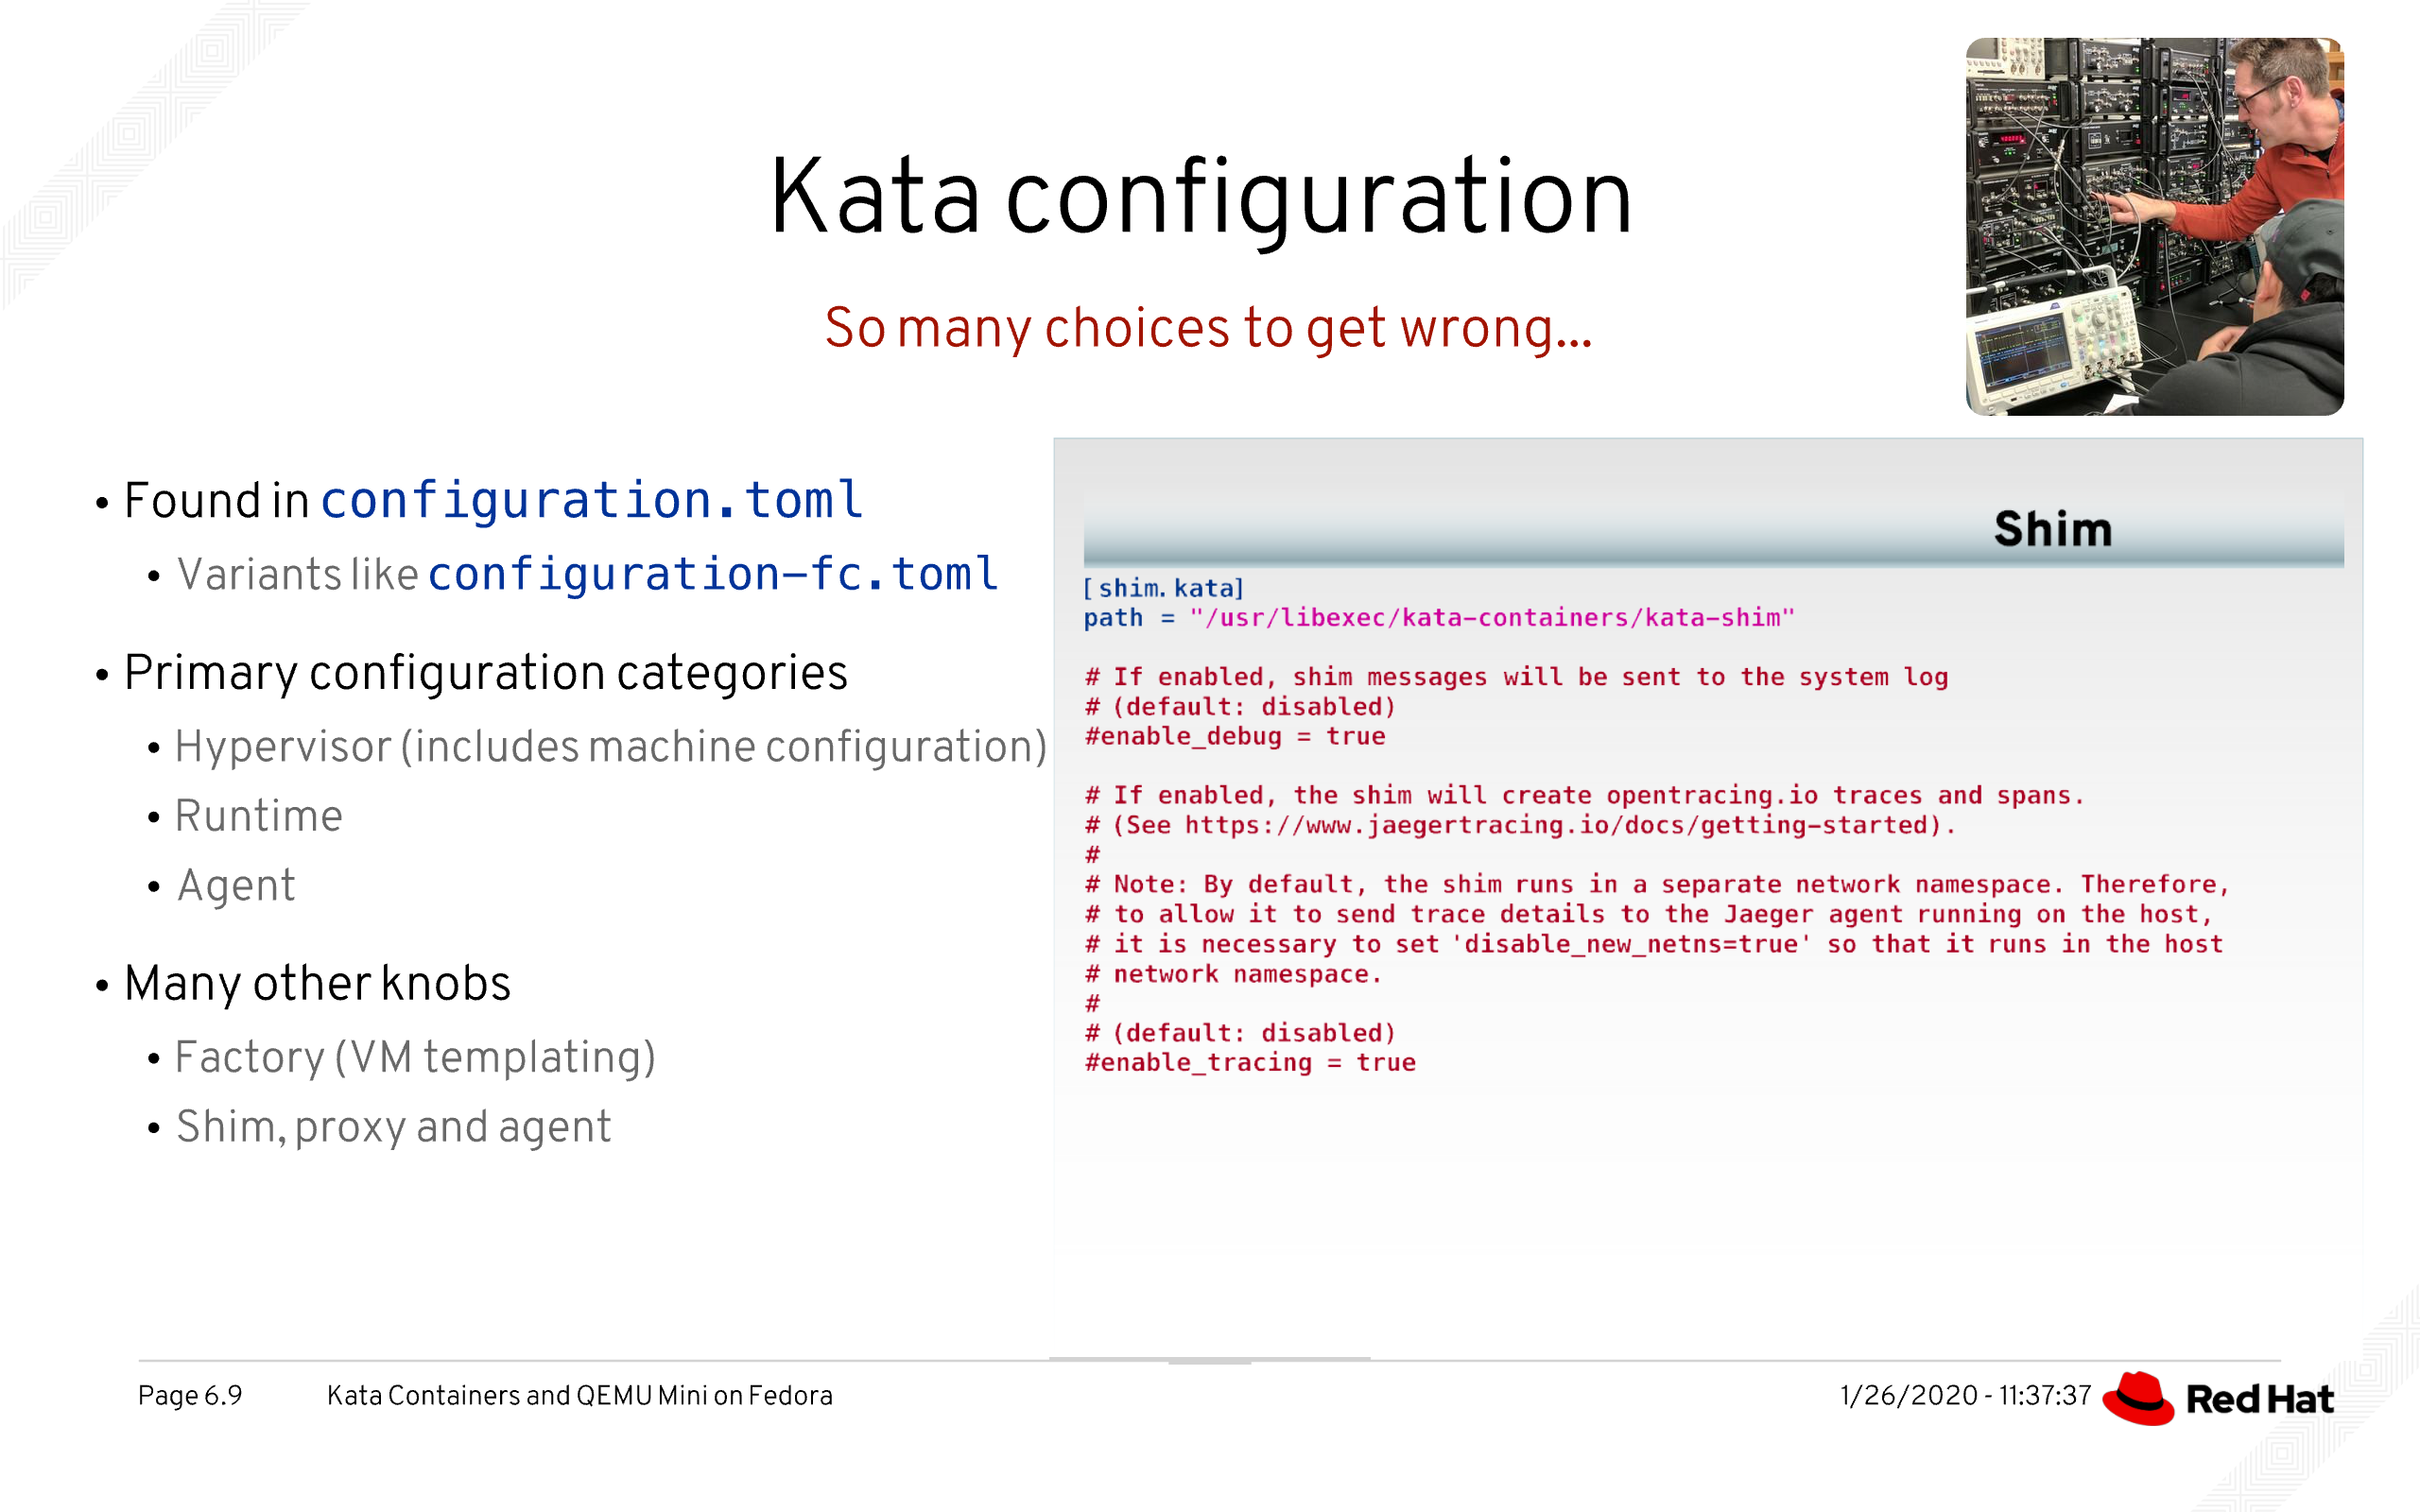 Kata configuration
So many choices to get wrong...
• Found in configuration.toml
• Variants like configuration-fc.toml
• Primary configuration categories
• Hypervisor (includes machine configuration)
• Runtime
• Agent
• Many other knobs
• Factory (VM templating)
• Shim, proxy and agent
Shim
[shim.kata]
path = "/usr/libexec/kata-containers/kata-shim"
# If enabled, shim messages will be sent to the system log
# (default: disabled)
#enable_debug = true
# If enabled, the shim will create opentracing.io traces and spans.
# (See https://www.jaegertracing.io/docs/getting-started).
#
# Note: By default, the shim runs in a separate network namespace. Therefore,
# to allow it to send trace details to the Jaeger agent running on the host,
# it is necessary to set 'disable_new_netns=true' so that it runs in the host
# network namespace.
#
# (default: disabled)
#enable_tracing = true
Page 6.9 Kata Containers and QEMU Mini on Fedora 1/26/2020 - 11:37:37 Red Hat